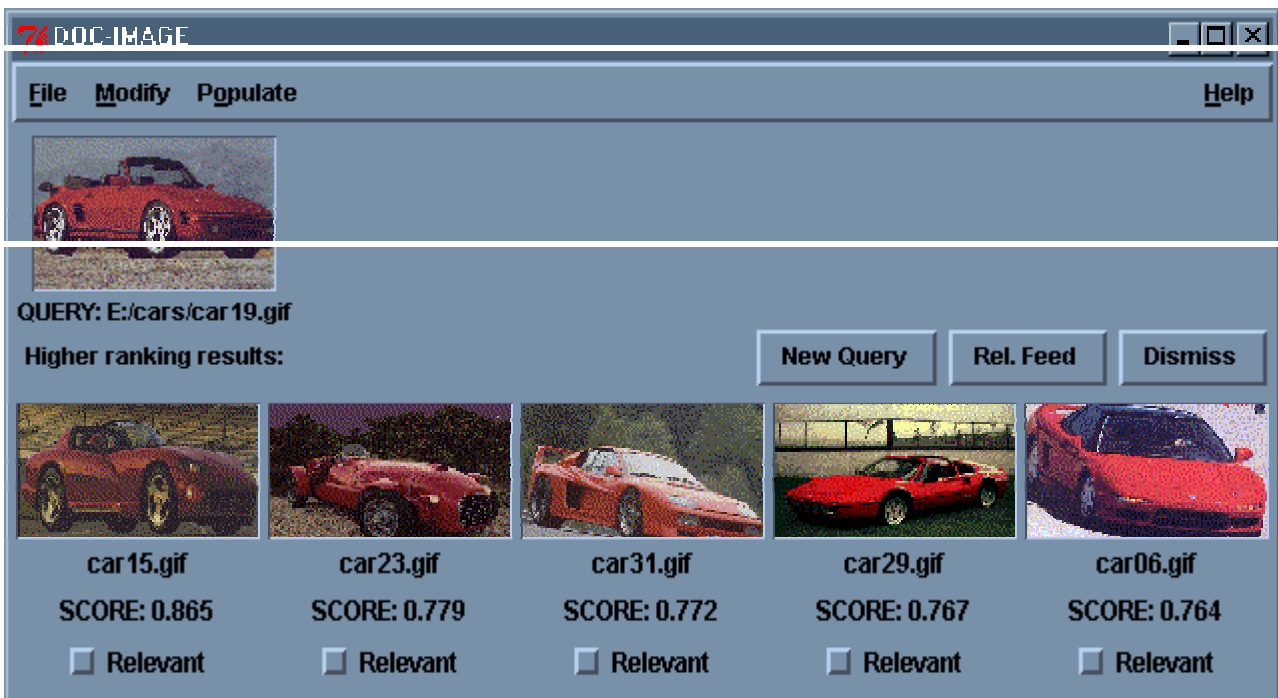 DOC-IMAGE
File Modify Populate Help
QUERY: E:/cars/car19.gif
Higher ranking results: New Query Rel. Feed Dismiss
car15.gif car23.gif car31.gif car29.gif car06.gif
SCORE: 0.865 SCORE: 0.779 SCORE: 0.772 SCORE: 0.767 SCORE: 0.764
Relevant Relevant Relevant Relevant Relevant